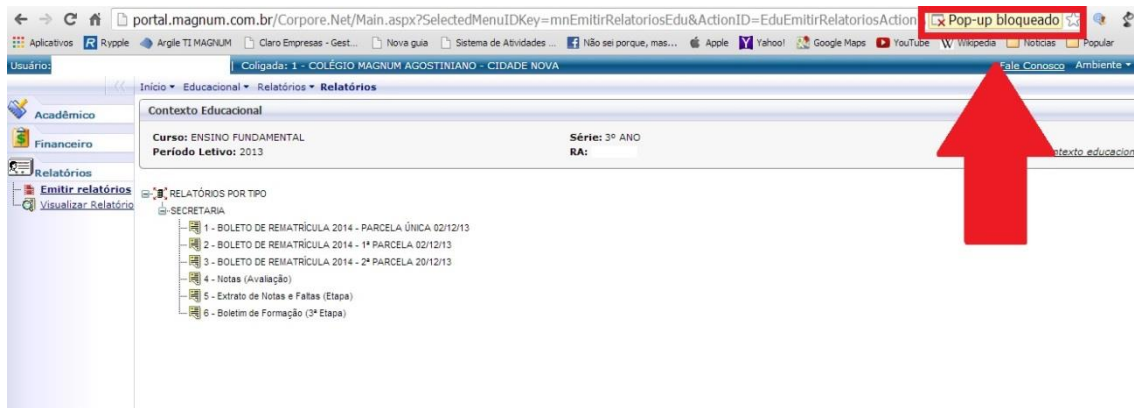 portal.magnum.com.br/Corpore.Net/Main.aspx?SelectedMenuIDKey=mnEmitirRelatoriosEdu&ActionID=EduEmitirRelatoriosAction Pop-up bloqueado
Aplicativos Rypple Argile TI MAGNUM Claro Empresas - Gest... Nova guia Sistema de Atividades ... Não sei porque, mas... Apple Yahoo! Google Maps YouTube Wikipedia Notícias Popular
Usuário: Coligada: 1 - COLÉGIO MAGNUM AGOSTINIANO - CIDADE NOVA Fale Conosco Ambiente
Início Educacional Relatórios Relatórios
Acadêmico
Financeiro
Relatórios
Emitir relatórios
Visualizar Relatório
Contexto Educacional
Curso: ENSINO FUNDAMENTAL Série: 3º ANO
Período Letivo: 2013 RA: texto educacion
RELATÓRIOS POR TIPO
SECRETARIA
1 - BOLETO DE REMATRÍCULA 2014 - PARCELA ÚNICA 02/12/13
2 - BOLETO DE REMATRÍCULA 2014 - 1ª PARCELA 02/12/13
3 - BOLETO DE REMATRÍCULA 2014 - 2ª PARCELA 20/12/13
4 - Notas (Avaliação)
5 - Extrato de Notas e Faltas (Etapa)
6 - Boletim de Formação (3ª Etapa)